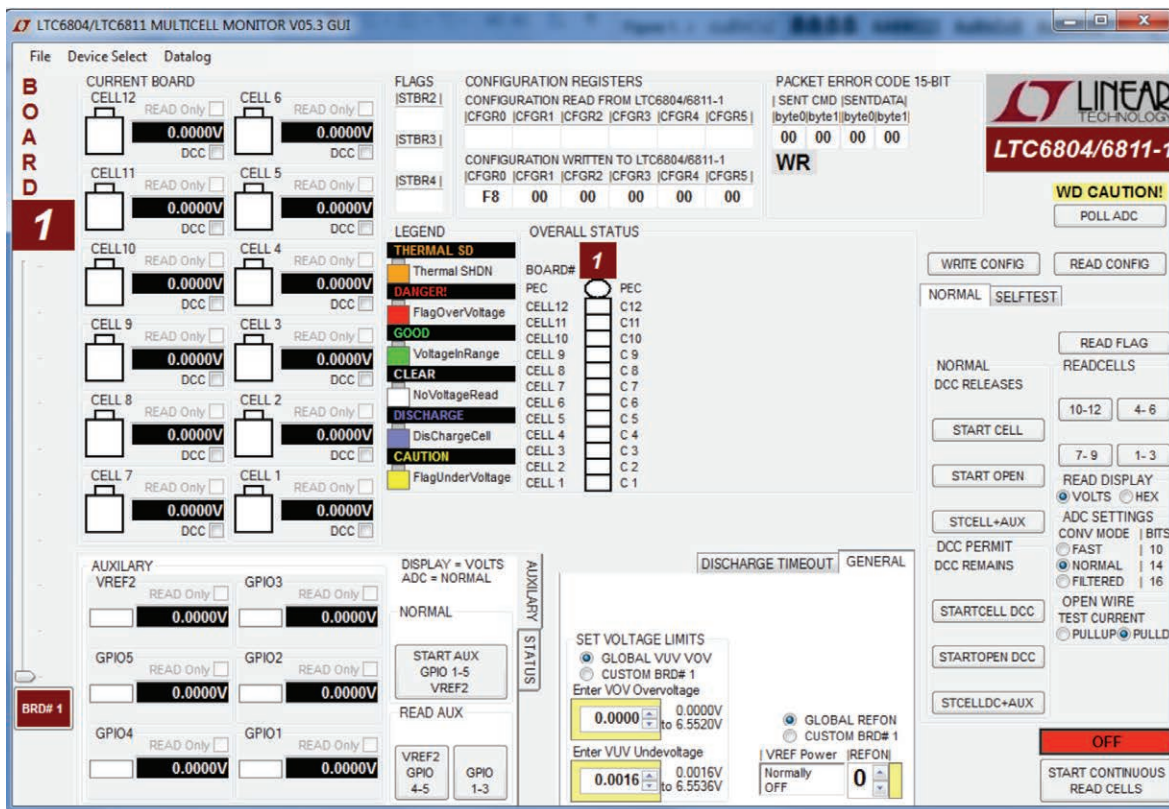 LTC6804/LTC6811 MULTICELL MONITOR V05.3 GUI
File Device Select Datalog
BOARD
1
BRD# 1
CURRENT BOARD
CELL12 READ Only
0.0000V
DCC
CELL 6 READ Only
0.0000V
DCC
CELL11 READ Only
0.0000V
DCC
CELL 5 READ Only
0.0000V
DCC
CELL10 READ Only
0.0000V
DCC
CELL 4 READ Only
0.0000V
DCC
CELL 9 READ Only
0.0000V
DCC
CELL 3 READ Only
0.0000V
DCC
CELL 8 READ Only
0.0000V
DCC
CELL 2 READ Only
0.0000V
DCC
CELL 7 READ Only
0.0000V
DCC
CELL 1 READ Only
0.0000V
DCC
FLAGS
|STBR2|
|STBR3|
|STBR4|
CONFIGURATION REGISTERS
CONFIGURATION READ FROM LTC6804/6811-1
|CFGR0 |CFGR1 |CFGR2 |CFGR3 |CFGR4 |CFGR5|
CONFIGURATION WRITTEN TO LTC6804/6811-1
|CFGR0 |CFGR1 |CFGR2 |CFGR3 |CFGR4 |CFGR5|
F8 00 00 00 00 00
PACKET ERROR CODE 15-BIT
| SENT CMD |SENTDATA|
|byte0|byte1||byte0|byte1|
00 00 00 00
WR
LINEAR
TECHNOLOGY
LTC6804/6811-1
WD CAUTION!
POLL ADC
WRITE CONFIG
READ CONFIG
LEGEND
THERMAL SD
Thermal SHDN
DANGER!
FlagOverVoltage
GOOD
VoltageInRange
CLEAR
NoVoltageRead
DISCHARGE
DisChargeCell
CAUTION
FlagUnderVoltage
OVERALL STATUS
BOARD# 1
PEC PEC
CELL12 C12
CELL11 C11
CELL10 C10
CELL 9 C 9
CELL 8 C 8
CELL 7 C 7
CELL 6 C 6
CELL 5 C 5
CELL 4 C 4
CELL 3 C 3
CELL 2 C 2
CELL 1 C 1
NORMAL SELFTEST
READ FLAG
NORMAL
DCC RELEASES
START CELL
START OPEN
STCELL+AUX
DCC PERMIT
DCC REMAINS
STARTCELL DCC
STARTOPEN DCC
STCELLDC+AUX
READCELLS
10-12 4- 6
7- 9 1- 3
READ DISPLAY
VOLTS HEX
ADC SETTINGS
CONV MODE | BITS
FAST | 10
NORMAL | 14
FILTERED | 16
OPEN WIRE
TEST CURRENT
PULLUP PULLD
OFF
START CONTINUOUS
READ CELLS
AUXILARY
VREF2 READ Only
0.0000V
GPIO3 READ Only
0.0000V
GPIO5 READ Only
0.0000V
GPIO2 READ Only
0.0000V
GPIO4 READ Only
0.0000V
GPIO1 READ Only
0.0000V
DISPLAY = VOLTS
ADC = NORMAL
NORMAL
START AUX
GPIO 1-5
VREF2
READ AUX
VREF2
GPIO
4-5
GPIO
1-3
AUXILARY
STATUS
DISCHARGE TIMEOUT GENERAL
SET VOLTAGE LIMITS
GLOBAL VUV VOV
CUSTOM BRD# 1
Enter VOV Overvoltage
0.0000
0.0000V
to 6.5520V
Enter VUV Undevoltage
0.0016
0.0016V
to 6.5536V
GLOBAL REFON
CUSTOM BRD# 1
| VREF Power |REFON|
Normally
OFF
0